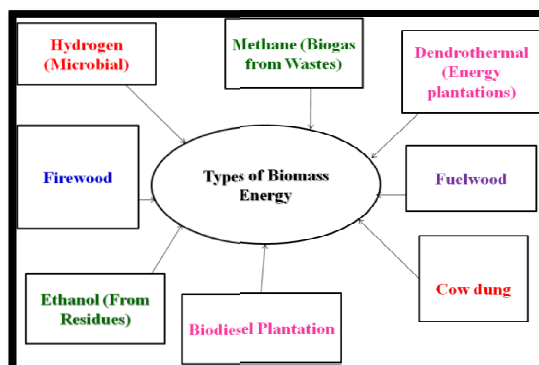 Hydrogen
(Microbial)
Methane (Biogas
from Wastes)
Dendrothermal
(Energy
plantations)
Firewood
Types of Biomass
Energy
Fuelwood
Ethanol (From
Residues)
Biodiesel Plantation
Cow dung